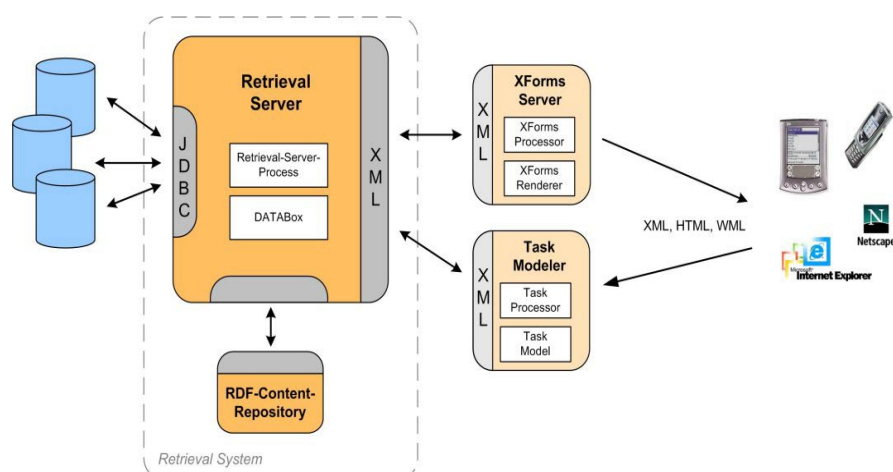 Retrieval
Server
J
D
B
C
Retrieval-Server-
Process
DATABox
X
M
L
RDF-Content-
Repository
Retrieval System
X
M
L
XForms
Server
XForms
Processor
XForms
Renderer
X
M
L
Task
Modeler
Task
Processor
Task
Model
XML, HTML, WML
N
Netscape
Microsoft
Internet Explorer